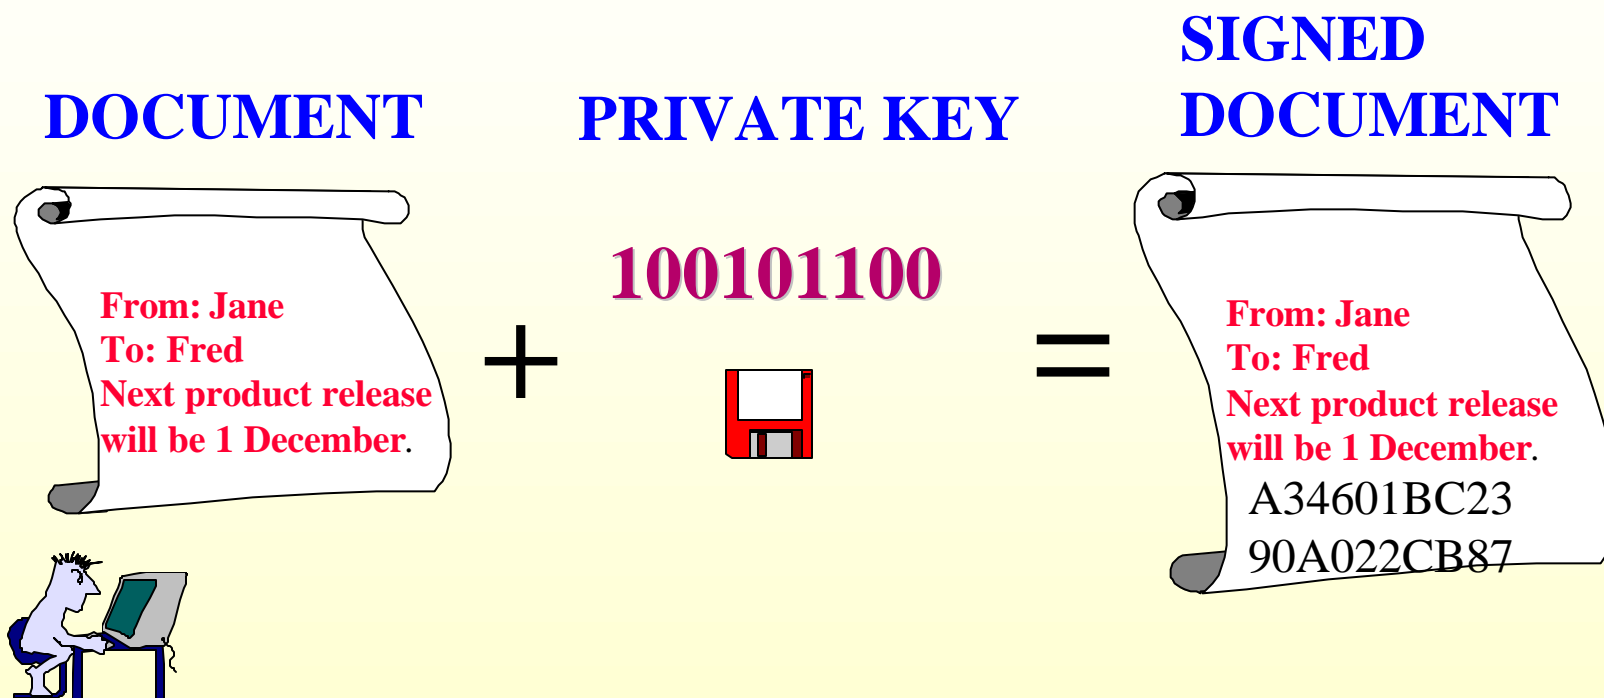 DOCUMENT
From: Jane
To: Fred
Next product release
will be 1 December.
+
PRIVATE KEY
100101100
=
SIGNED
DOCUMENT
From: Jane
To: Fred
Next product release
will be 1 December.
A34601BC23
90A022CB87